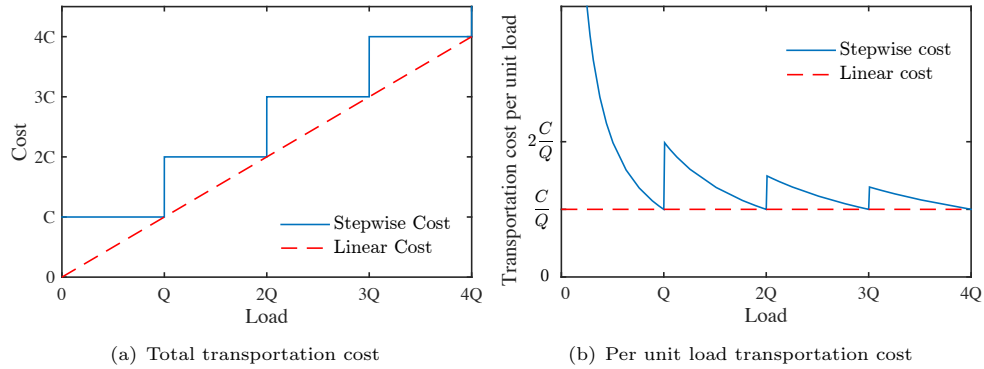 4C
3C
2C
C
0
Cost
0 Q 2Q 3Q 4Q
Load
Stepwise Cost
Linear Cost
(a) Total transportation cost
Transportation cost per unit load
2 C/Q
C/Q
0
0 Q 2Q 3Q 4Q
Load
Stepwise cost
Linear cost
(b) Per unit load transportation cost